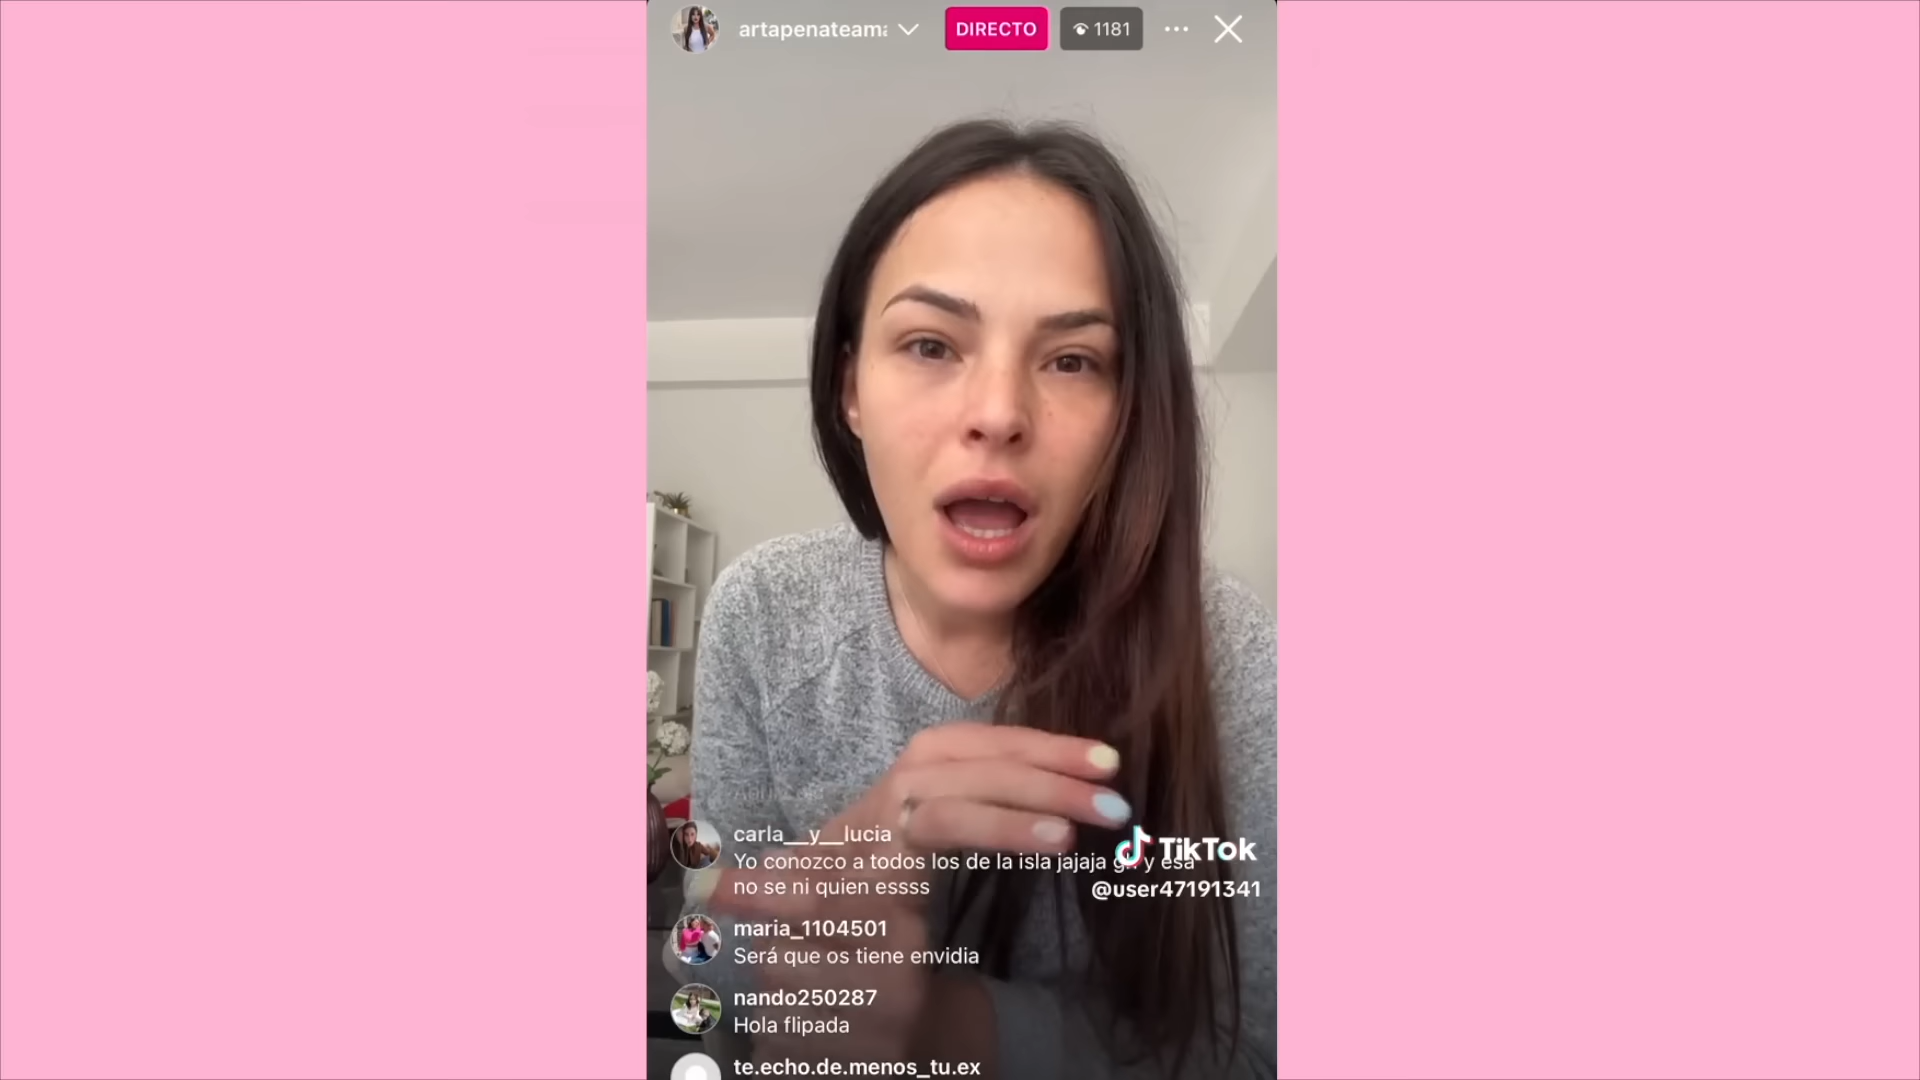 artapenateama
DIRECTO
1181
carla__y__lucia
Yo conozco a todos los de la isla jajaja y esa
no se ni quien essss
TikTok
@user47191341
maria_1104501
Será que os tiene envidia
nando250287
Hola flipada
te.echo.de.menos_tu.ex